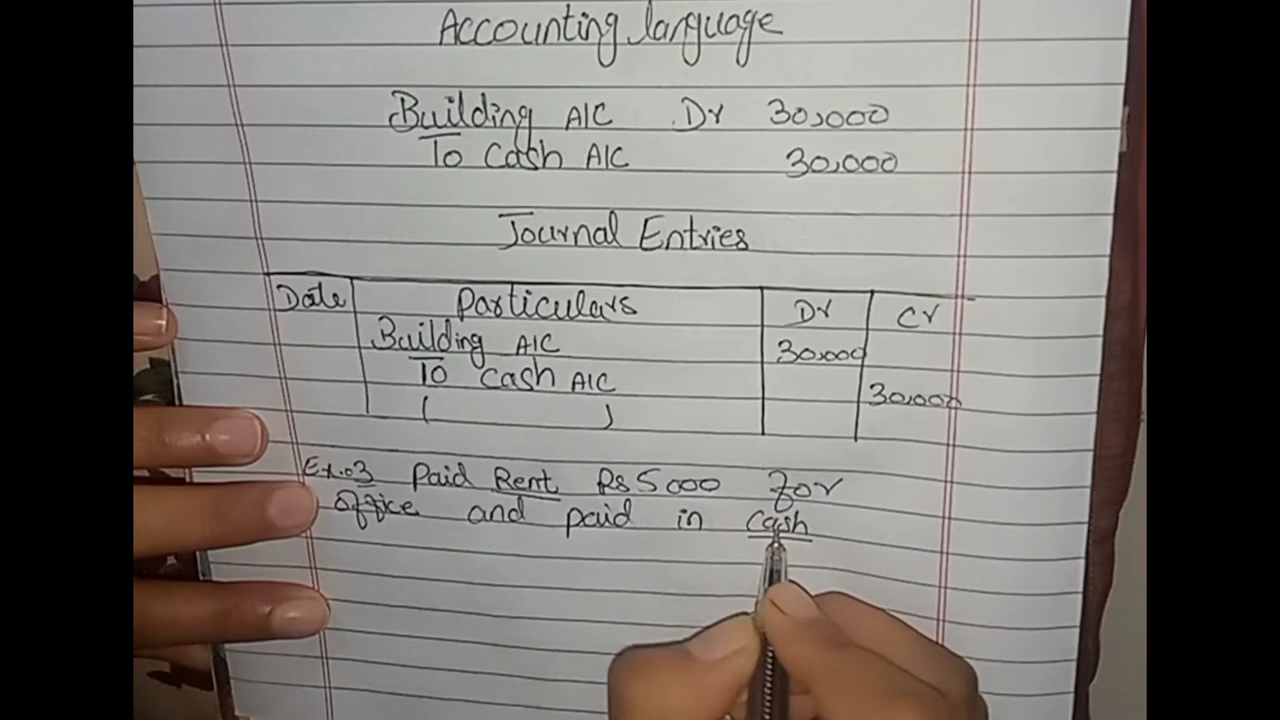 Accounting language
Building A/C Dr 30,000
To Cash A/C 30,000
Journal Entries
Date Particulars Dr Cr
Building A/C 30,000
To Cash A/C 30,000
( )
Ex.03 Paid Rent Rs 5000 for
office and paid in cash